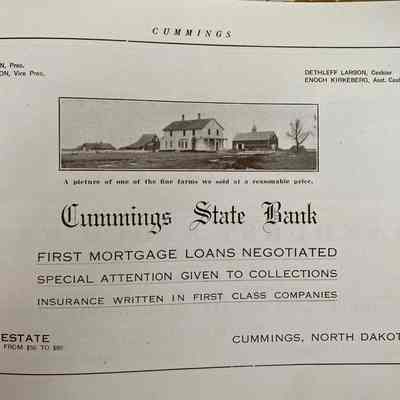 CUMMINGS
N, Pres.
ON, Vice Pres.
DETHLEFF LARSON, Cashier
ENOCH KIRKEBERG, Asst. Cash
A picture of one of the fine farms we sold at a reasonable price.
Cummings State Bank
FIRST MORTGAGE LOANS NEGOTIATED
SPECIAL ATTENTION GIVEN TO COLLECTIONS
INSURANCE WRITTEN IN FIRST CLASS COMPANIES
ESTATE
FROM $50 TO $80
CUMMINGS, NORTH DAKOT